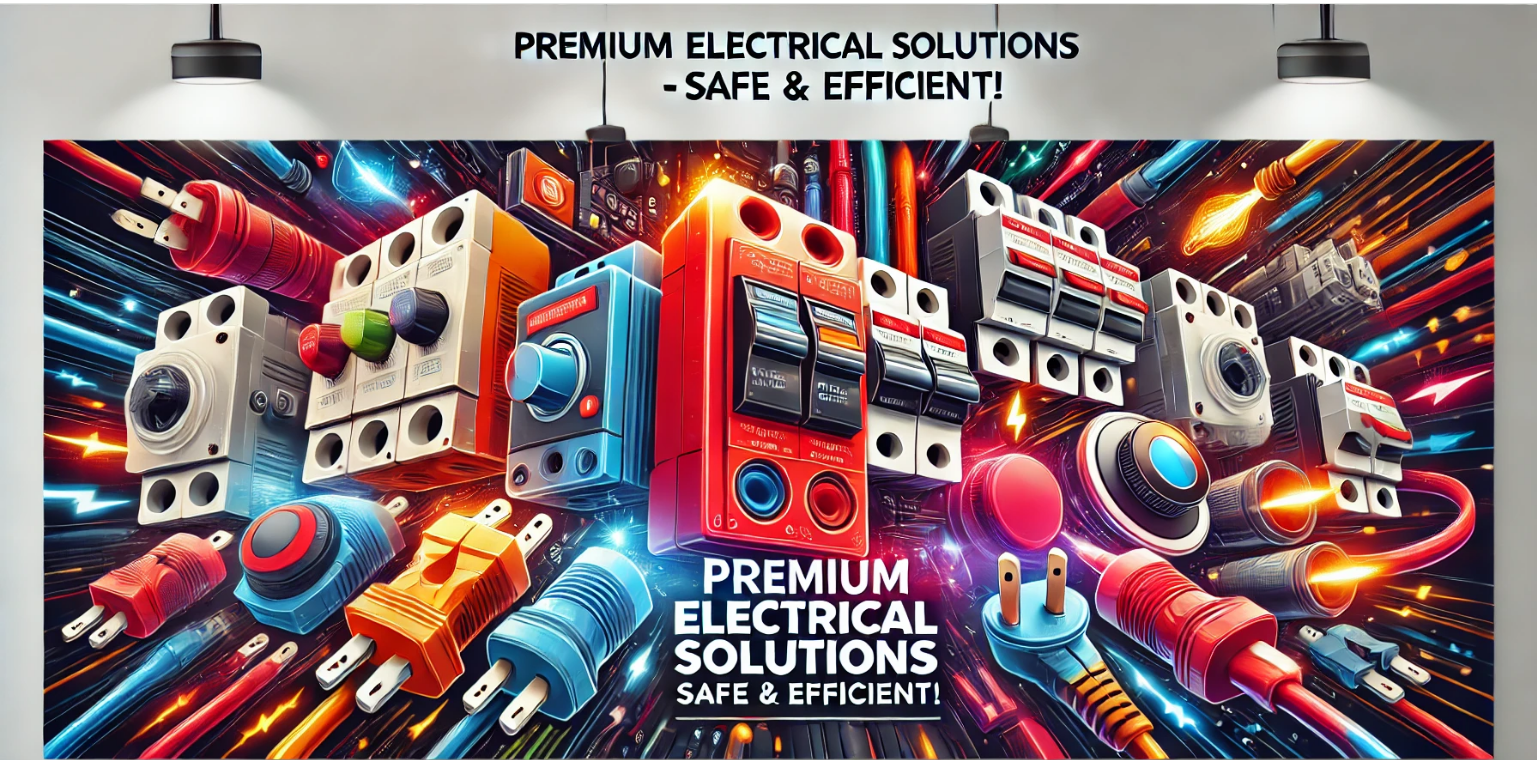 PREMIUM ELECTRICAL SOLUTIONS
- SAFE & EFFICIENT!
PREMIUM
ELECTRICAL
SOLUTIONS
SAFE & EFFICIENT!